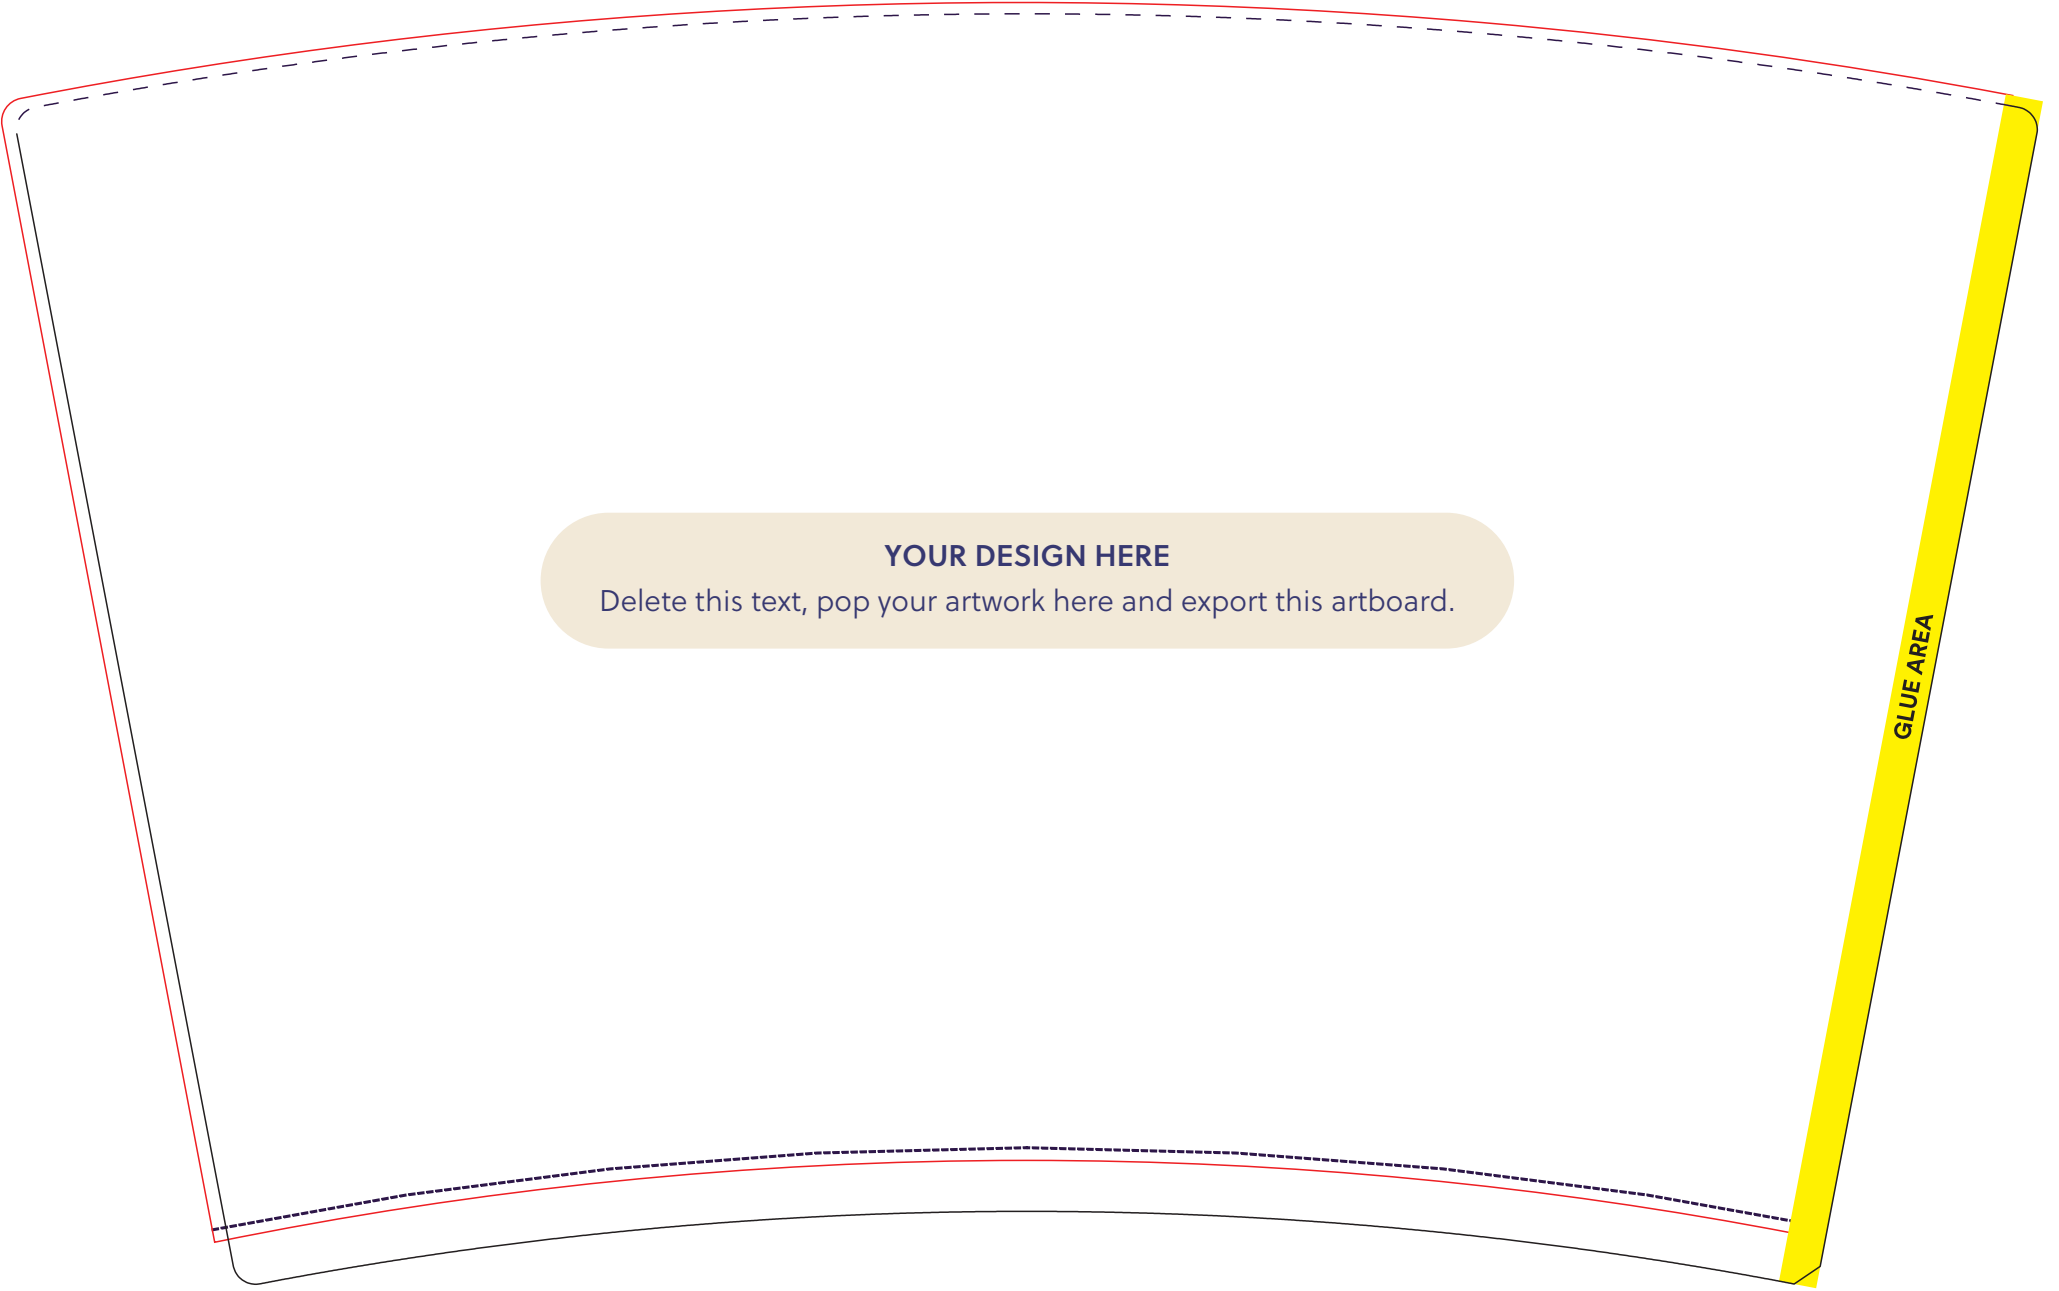 YOUR DESIGN HERE
Delete this text, pop your artwork here and export this artboard.
GLUE AREA